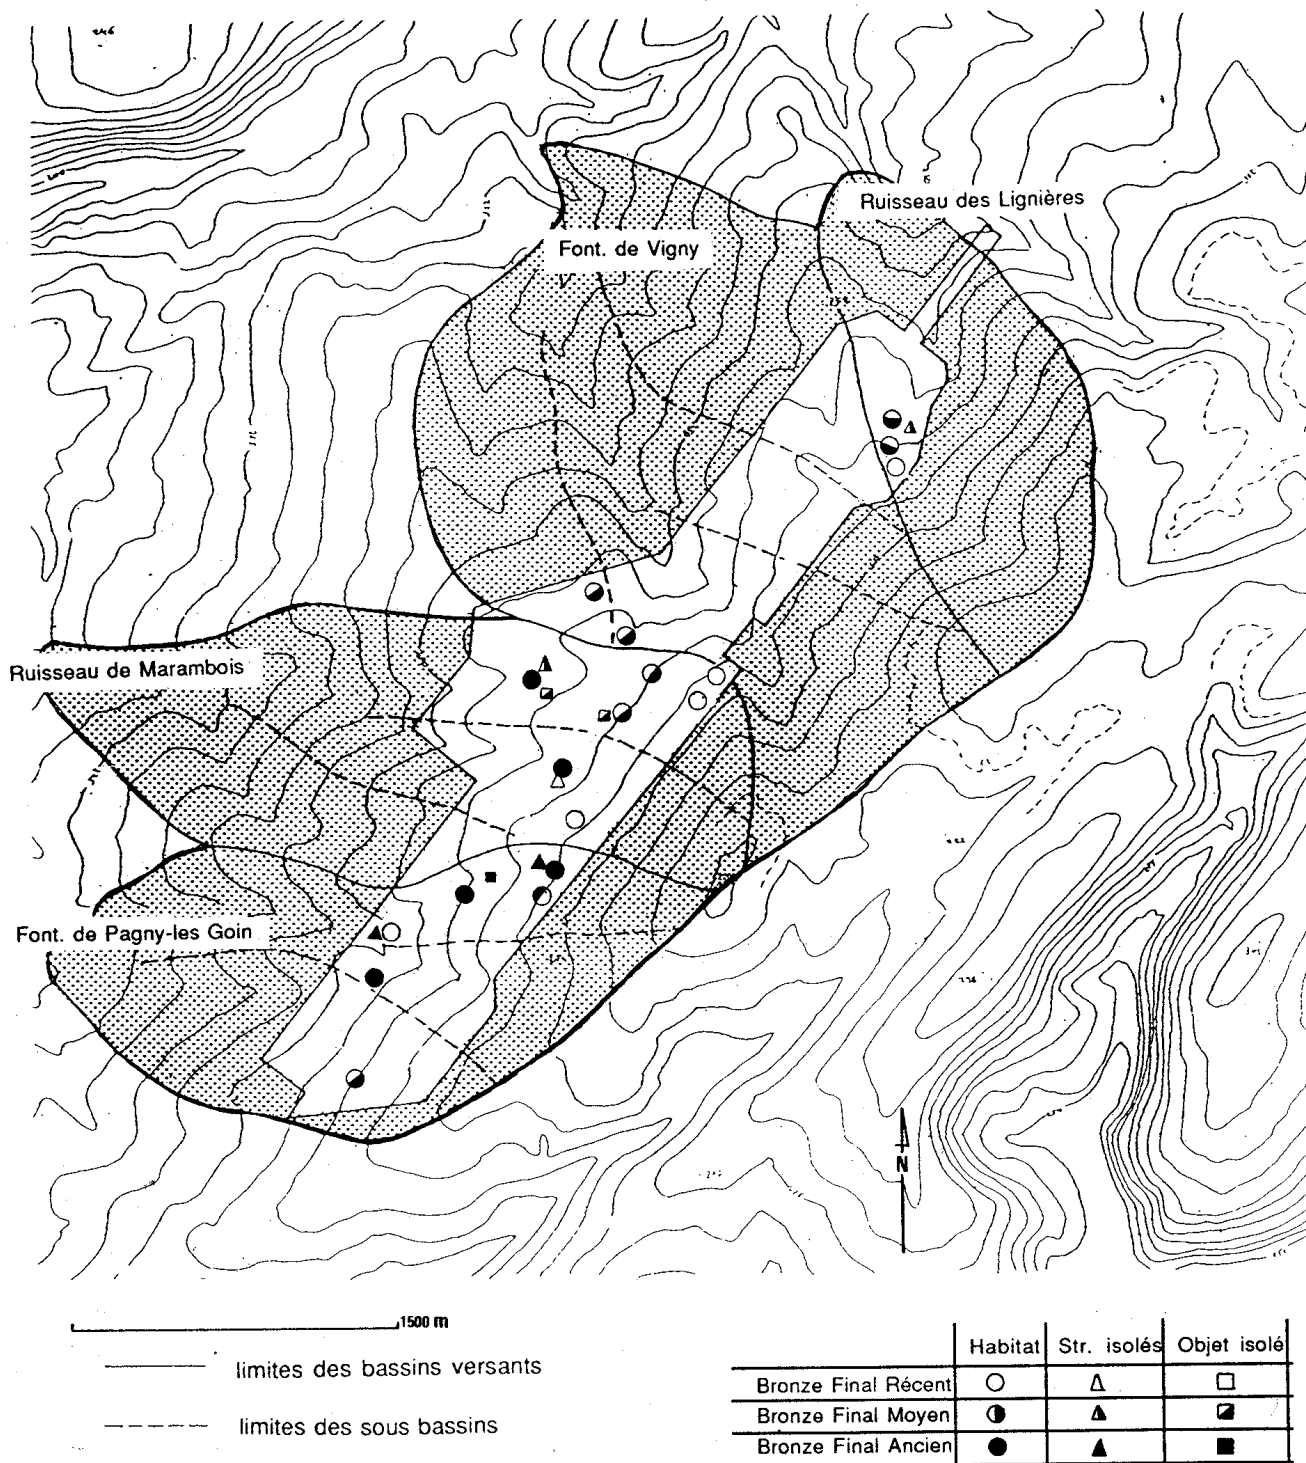 246
Ruisseau des Lignières
Font. de Vigny
Ruisseau de Marambois
Font. de Pagny-les Goin
N
1500 m
limites des bassins versants
limites des sous bassins
Habitat Str. isolés Objet isolé
Bronze Final Récent
Bronze Final Moyen
Bronze Final Ancien